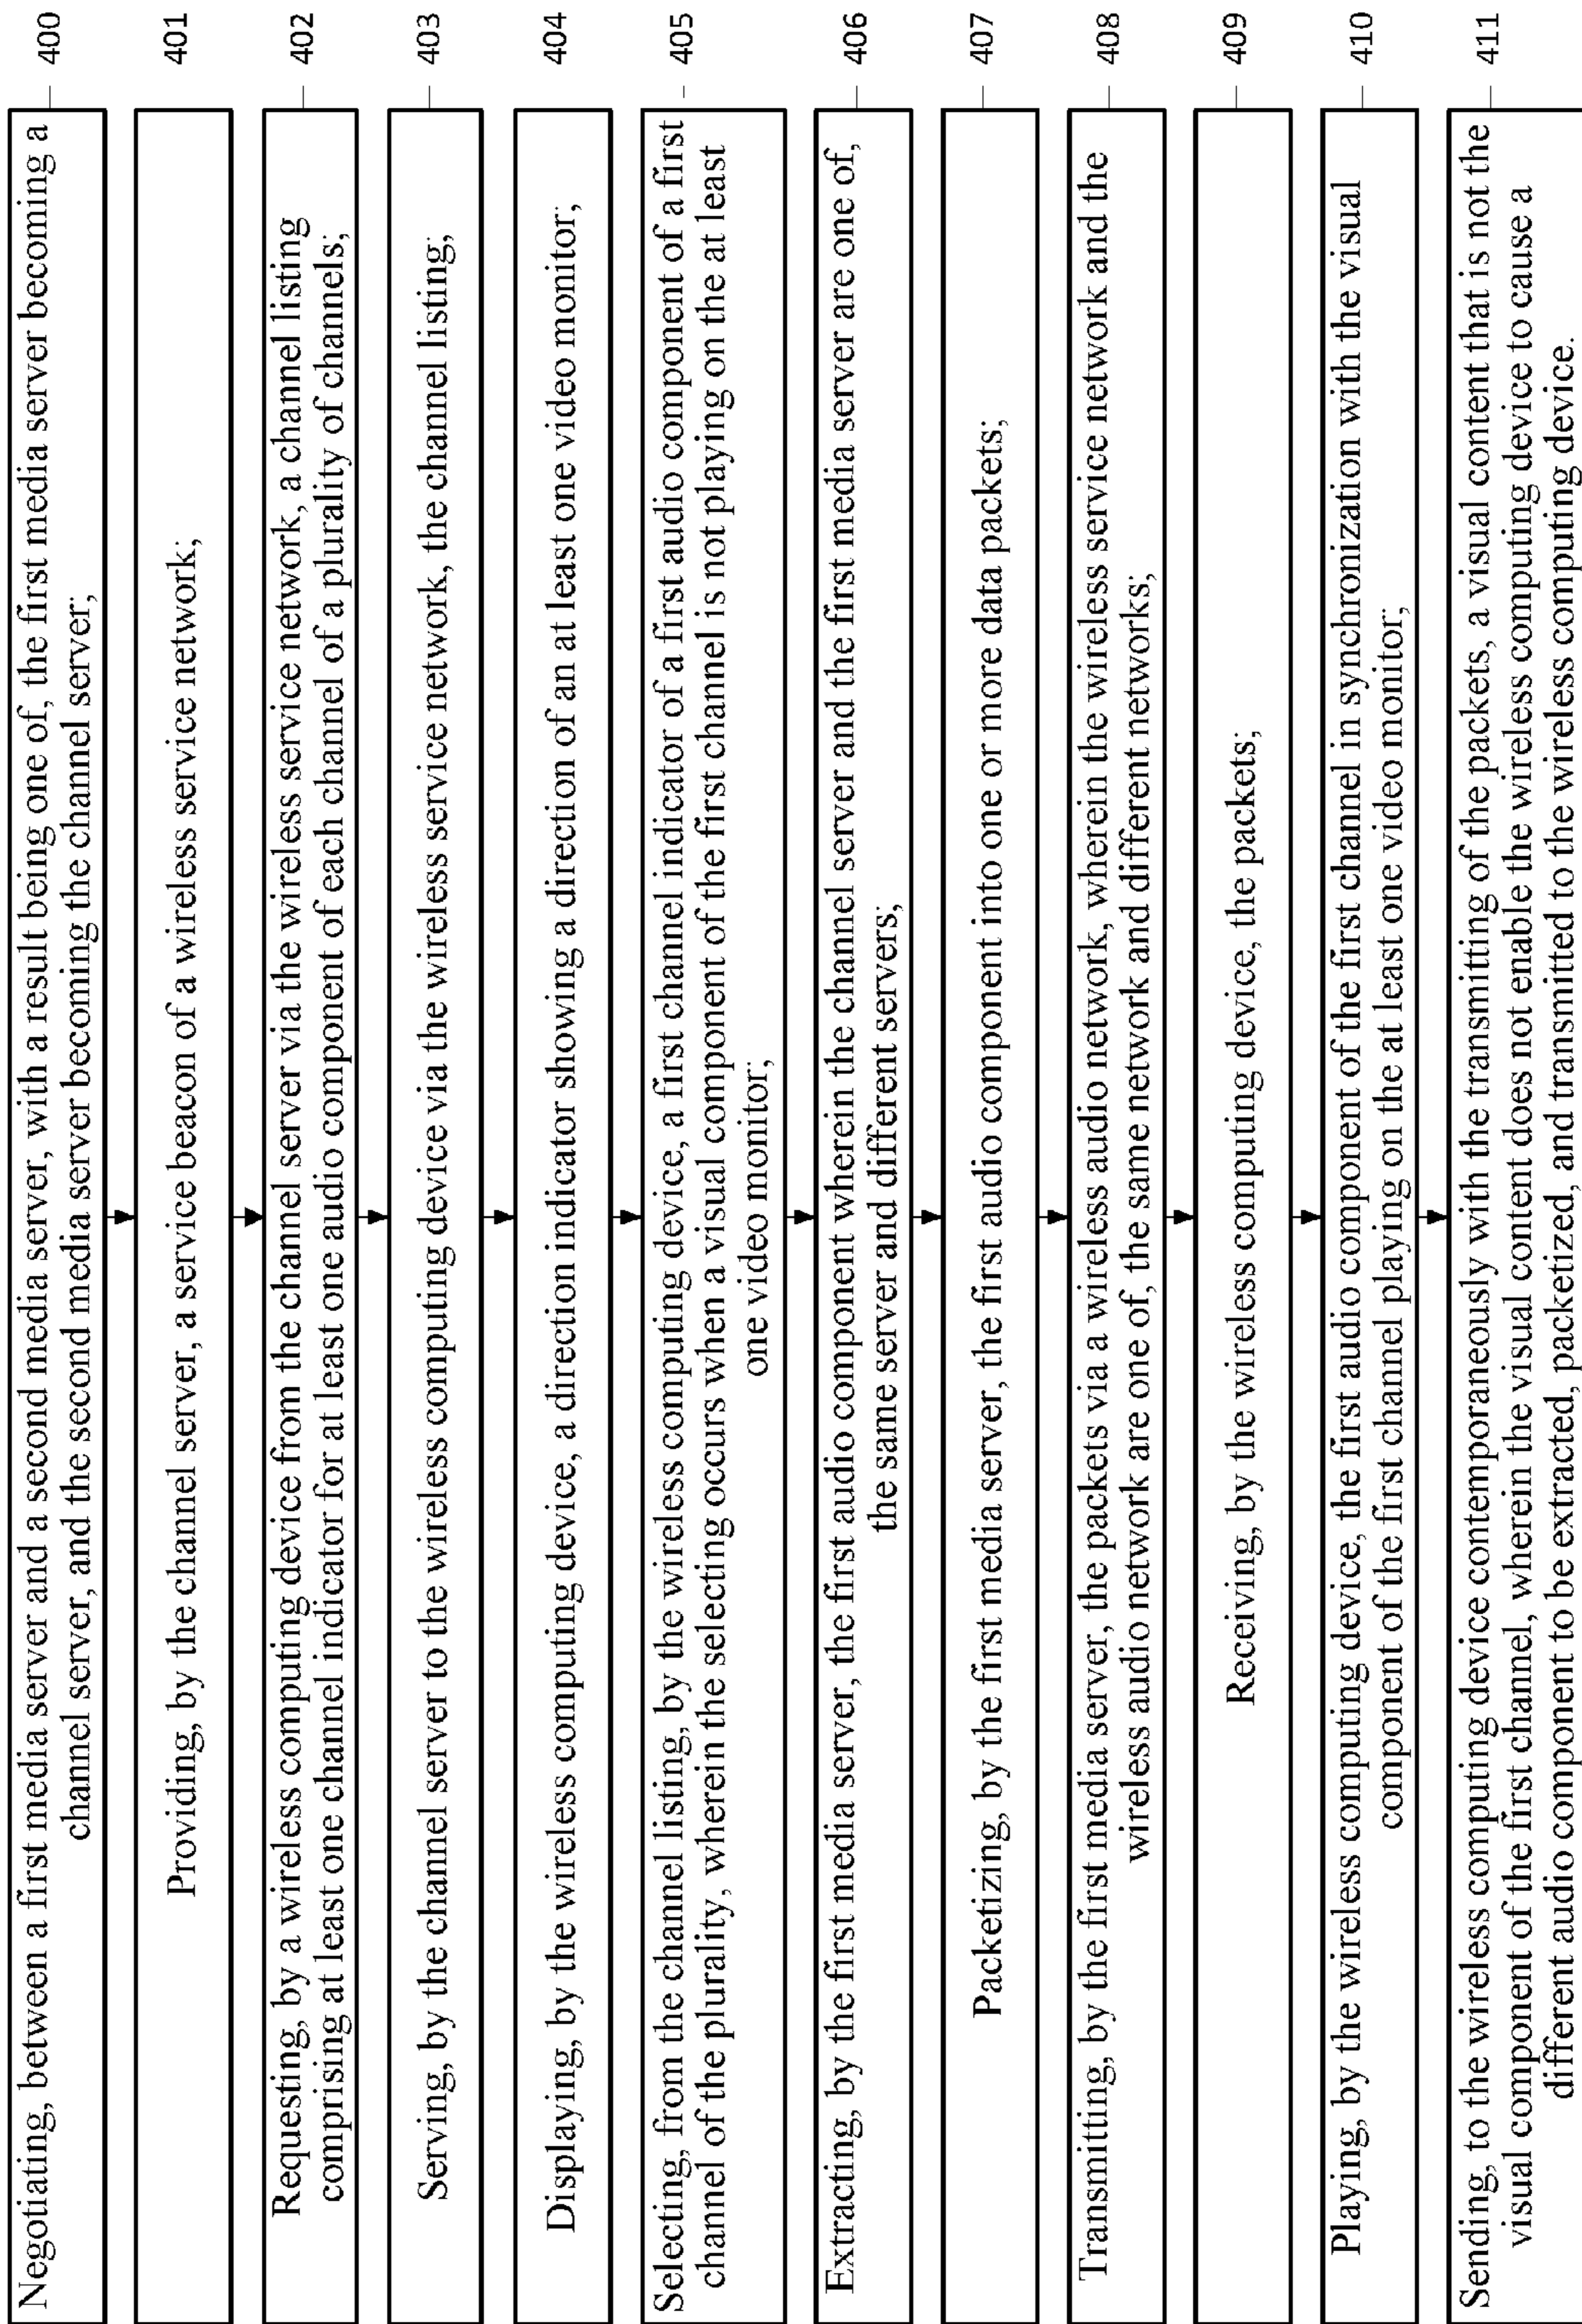 Negotiating, between a first media server and a second media server, with a result being one of, the first media server becoming a
channel server, and the second media server becoming the channel server;
400
Providing, by the channel server, a service beacon of a wireless service network;
401
Requesting, by a wireless computing device from the channel server via the wireless service network, a channel listing
comprising at least one channel indicator for at least one audio component of each channel of a plurality of channels;
402
Serving, by the channel server to the wireless computing device via the wireless service network, the channel listing;
403
Displaying, by the wireless computing device, a direction indicator showing a direction of an at least one video monitor;
404
Selecting, from the channel listing, by the wireless computing device, a first channel indicator of a first audio component of a first
channel of the plurality, wherein the selecting occurs when a visual component of the first channel is not playing on the at least
one video monitor;
405
Extracting, by the first media server, the first audio component wherein the channel server and the first media server are one of,
the same server and different servers;
406
Packetizing, by the first media server, the first audio component into one or more data packets;
407
Transmitting, by the first media server, the packets via a wireless audio network, wherein the wireless service network and the
wireless audio network are one of, the same network and different networks;
408
Receiving, by the wireless computing device, the packets;
409
Playing, by the wireless computing device, the first audio component of the first channel in synchronization with the visual
component of the first channel playing on the at least one video monitor;
410
Sending, to the wireless computing device contemporaneously with the transmitting of the packets, a visual content that is not the
visual component of the first channel, wherein the visual content does not enable the wireless computing device to cause a
different audio component to be extracted, packetized, and transmitted to the wireless computing device.
411